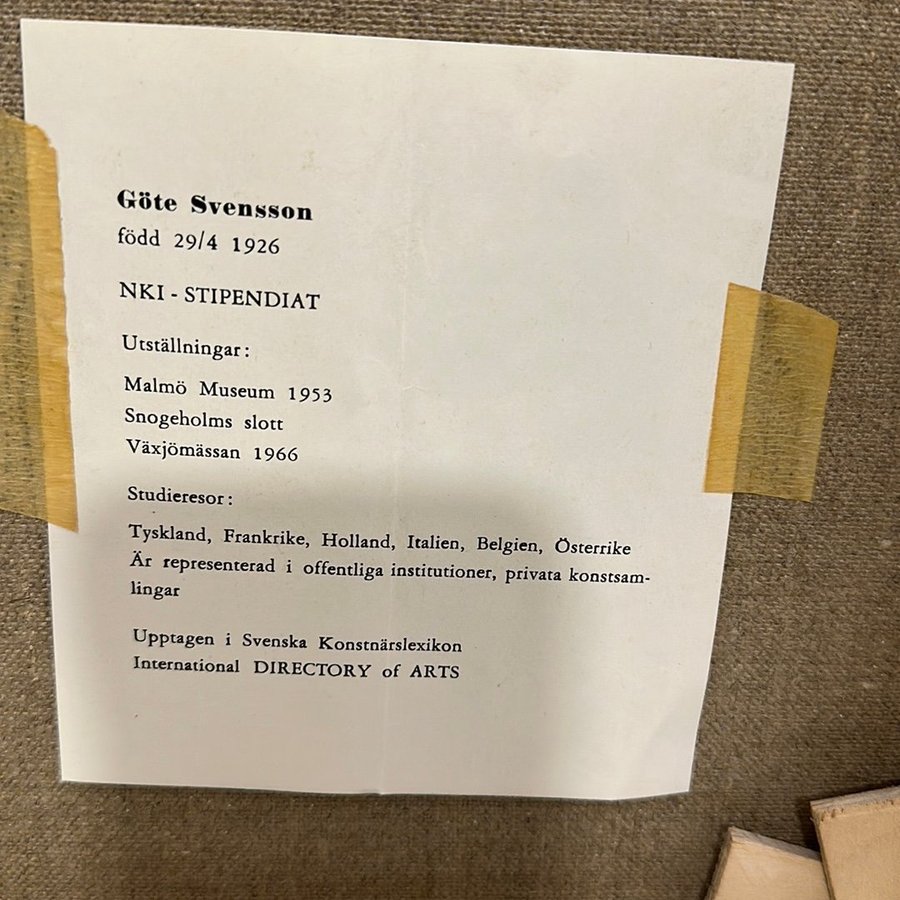 Göte Svensson
född 29/4 1926
NKI - STIPENDIAT
Utställningar:
Malmö Museum 1953
Snogeholms slott
Växjömässan 1966
Studieresor:
Tyskland, Frankrike, Holland, Italien, Belgien, Österrike
Är representerad i offentliga institutioner, privata konstsam-
lingar
Upptagen i Svenska Konstnärslexikon
International DIRECTORY of ARTS